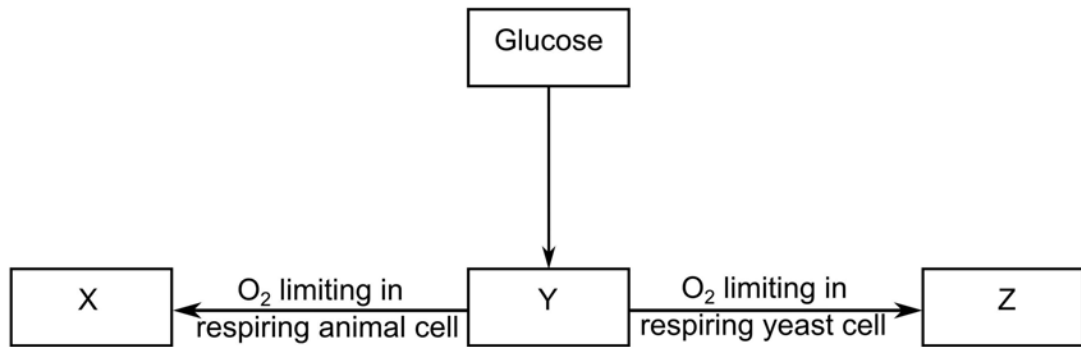 Glucose
X
O₂ limiting in
respiring animal cell
Y
O₂ limiting in
respiring yeast cell
Z